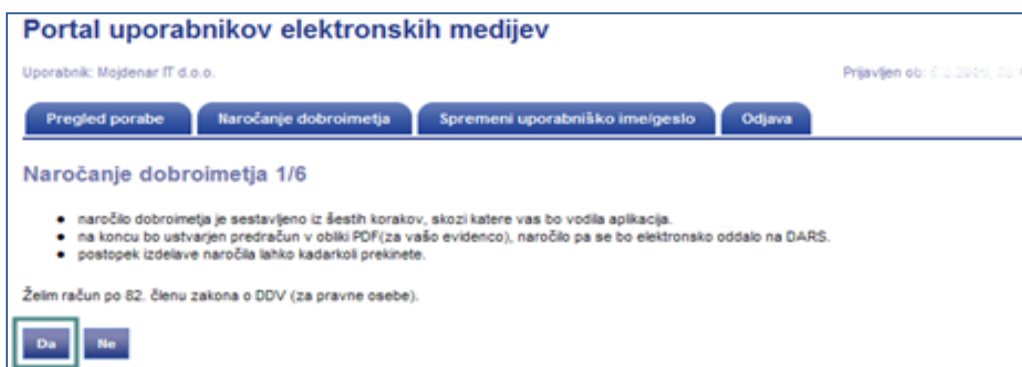 Portal uporabnikov elektronskih medijev
Uporabnik: Mojdenar IT d.o.o. Prijavljen ob:
Pregled porabe Naročanje dobroimetja Spremeni uporabniško ime/geslo Odjava
Naročanje dobroimetja 1/6
naročilo dobroimetja je sestavljeno iz šestih korakov, skozi katere vas bo vodila aplikacija.
na koncu bo ustvarjen predračun v obliki PDF(za vašo evidenco), naročilo pa se bo elektronsko oddalo na DARS.
postopek izdelave naročila lahko kadarkoli prekinete.
Želim račun po 82. členu zakona o DDV (za pravne osebe).
Da Ne